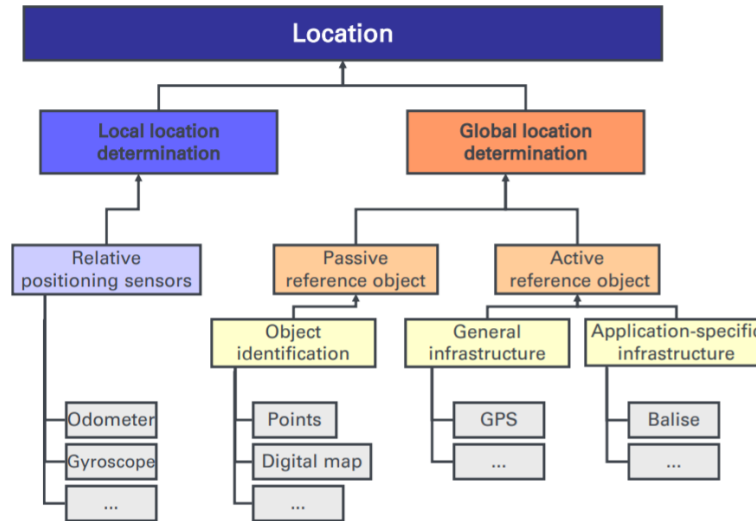 Location
Local location
determination
Global location
determination
Relative
positioning sensors
Passive
reference object
Active
reference object
Object
identification
General
infrastructure
Application-specific
infrastructure
Odometer
Points
GPS
Balise
Gyroscope
Digital map
...
...
...
...